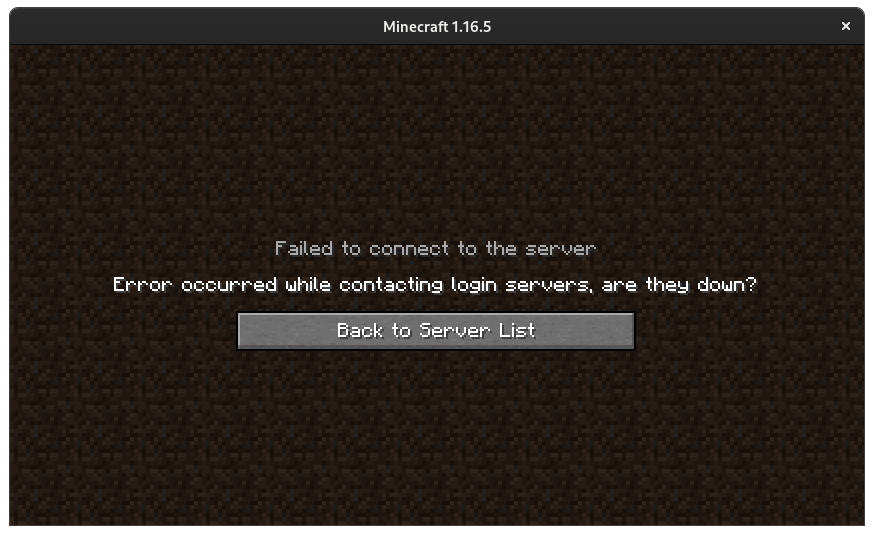 Minecraft 1.16.5
Failed to connect to the server
Error occurred while contacting login servers, are they down?
Back to Server List